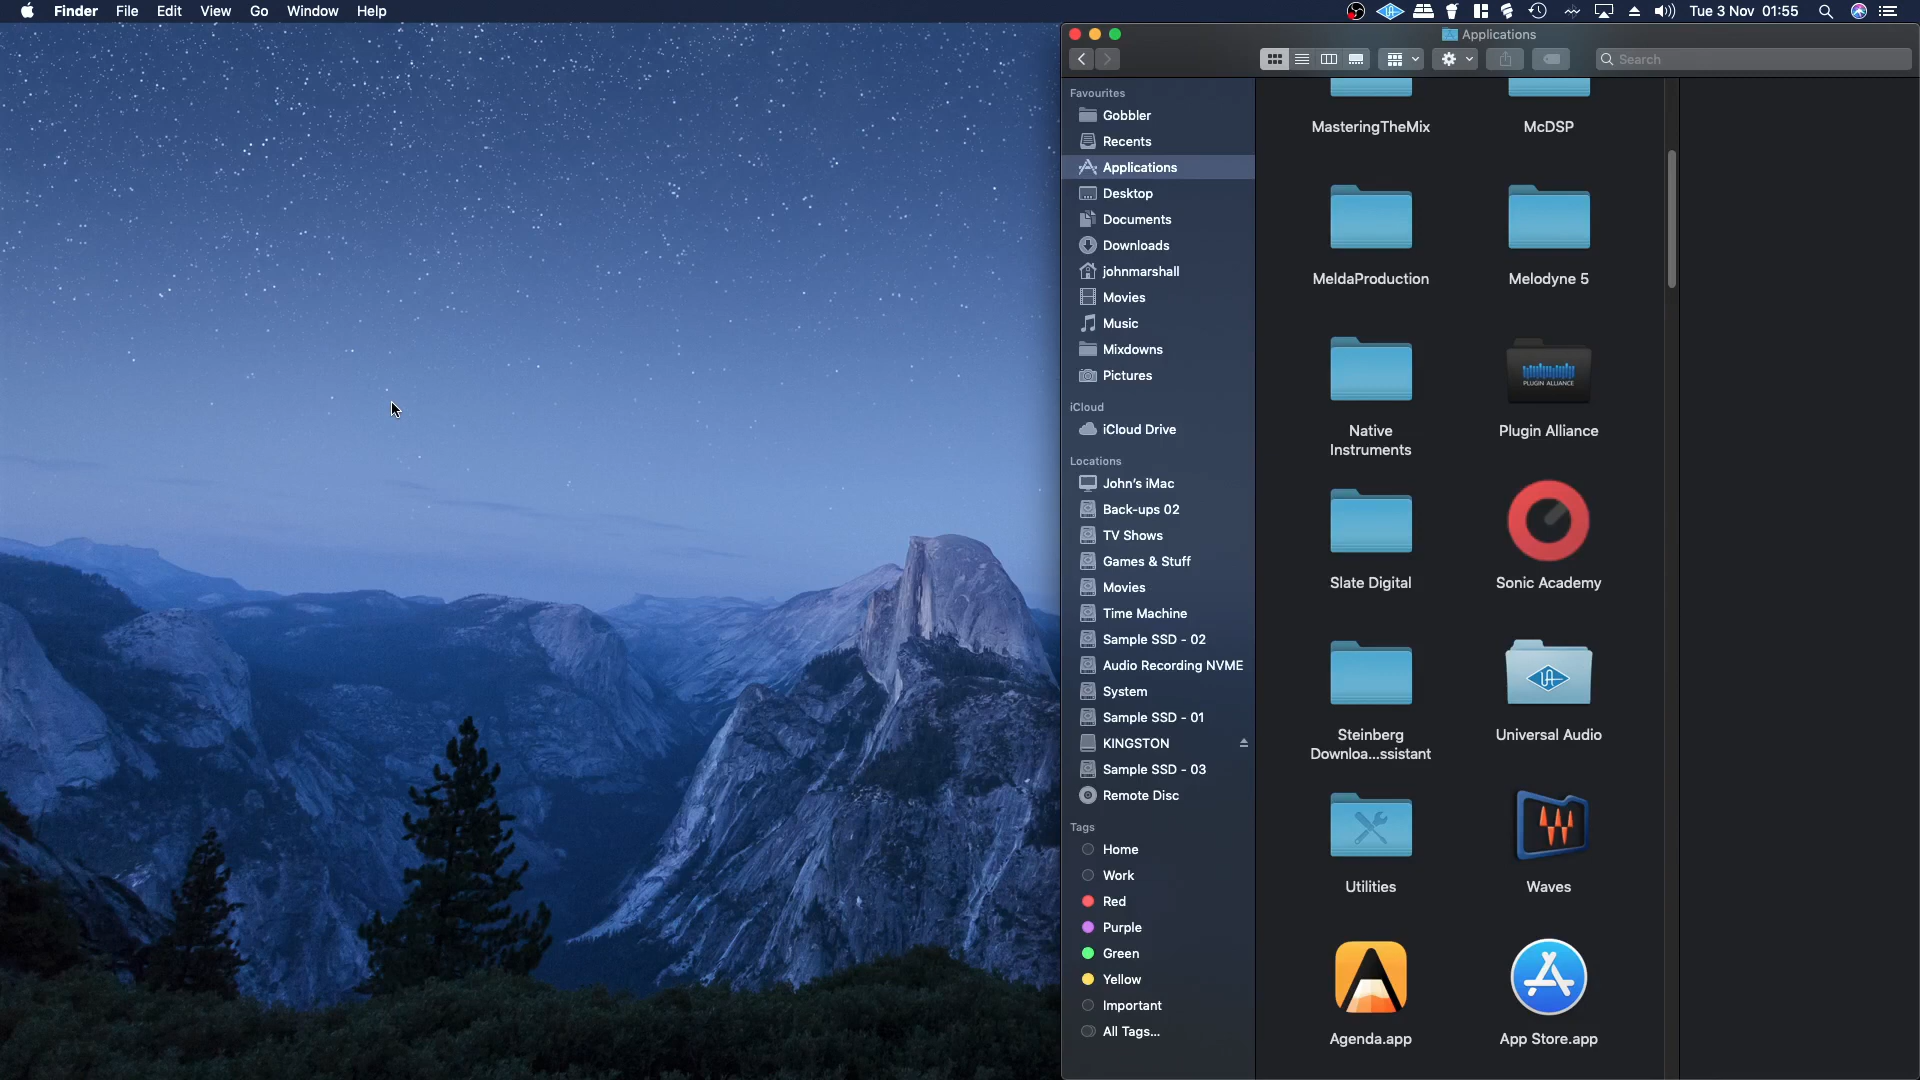 Finder File Edit View Go Window Help
Tue 3 Nov 01:55
Applications
Search
Favourites
Gobbler
Recents
Applications
Desktop
Documents
Downloads
johnmarshall
Movies
Music
Mixdowns
Pictures
iCloud
iCloud Drive
Locations
John's iMac
Back-ups 02
TV Shows
Games & Stuff
Movies
Time Machine
Sample SSD - 02
Audio Recording NVME
System
Sample SSD - 01
KINGSTON
Sample SSD - 03
Remote Disc
Tags
Home
Work
Red
Purple
Green
Yellow
Important
All Tags...
MasteringTheMix
McDSP
MeldaProduction
Melodyne 5
Native
Instruments
PLUGIN ALLIANCE
Plugin Alliance
Slate Digital
Sonic Academy
Steinberg
Downloa...ssistant
UA
Universal Audio
Utilities
Waves
Agenda.app
App Store.app